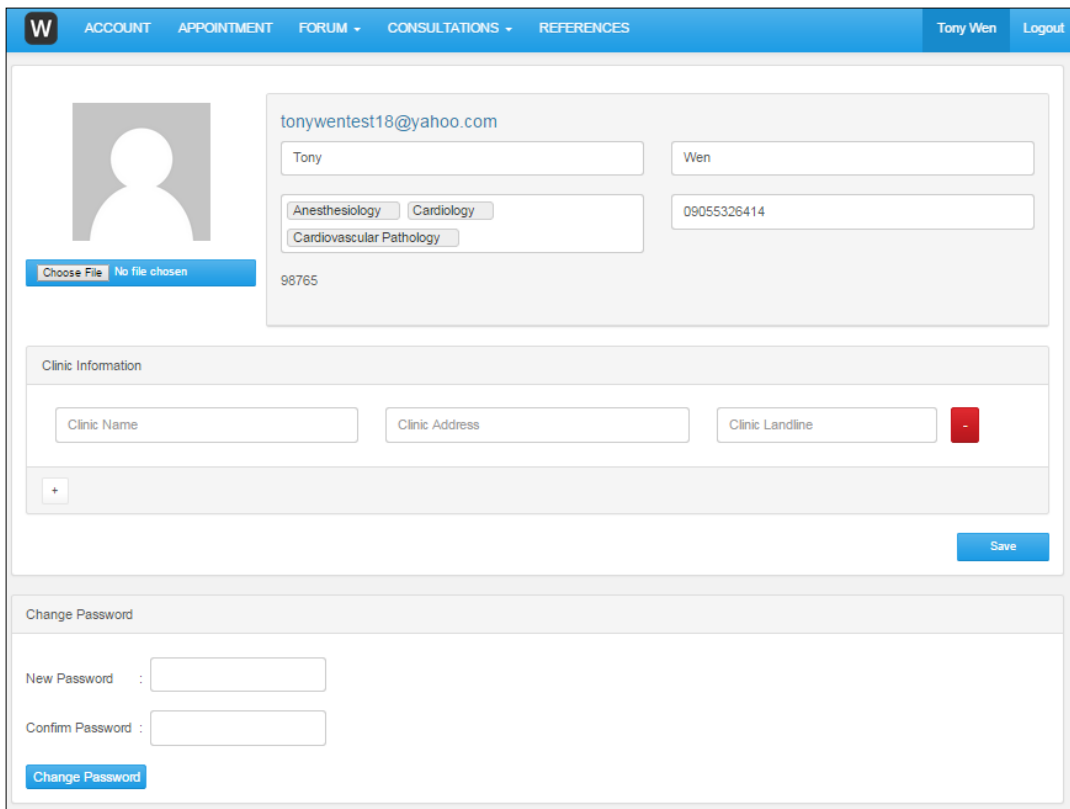 W ACCOUNT APPOINTMENT FORUM CONSULTATIONS REFERENCES Tony Wen Logout
tonywentest18@yahoo.com
Tony Wen
Anesthesiology Cardiology 09055326414
Cardiovascular Pathology
Choose File No file chosen
98765
Clinic Information
Clinic Name Clinic Address Clinic Landline -
+
Save
Change Password
New Password :
Confirm Password :
Change Password